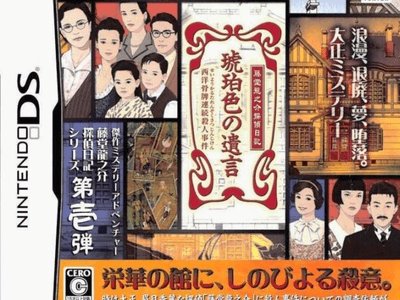 NINTENDO DS
浪漫、退廃、夢、堕落。
大正ミステリー
藤堂龍之介探偵日記
琥珀色の遺言
西洋骨牌連続殺人事件
傑作ミステリーアドベンチャー
藤堂龍之介
探偵日記
シリーズ
第壱弾
CERO
C
栄華の館に、しのびよる殺意。